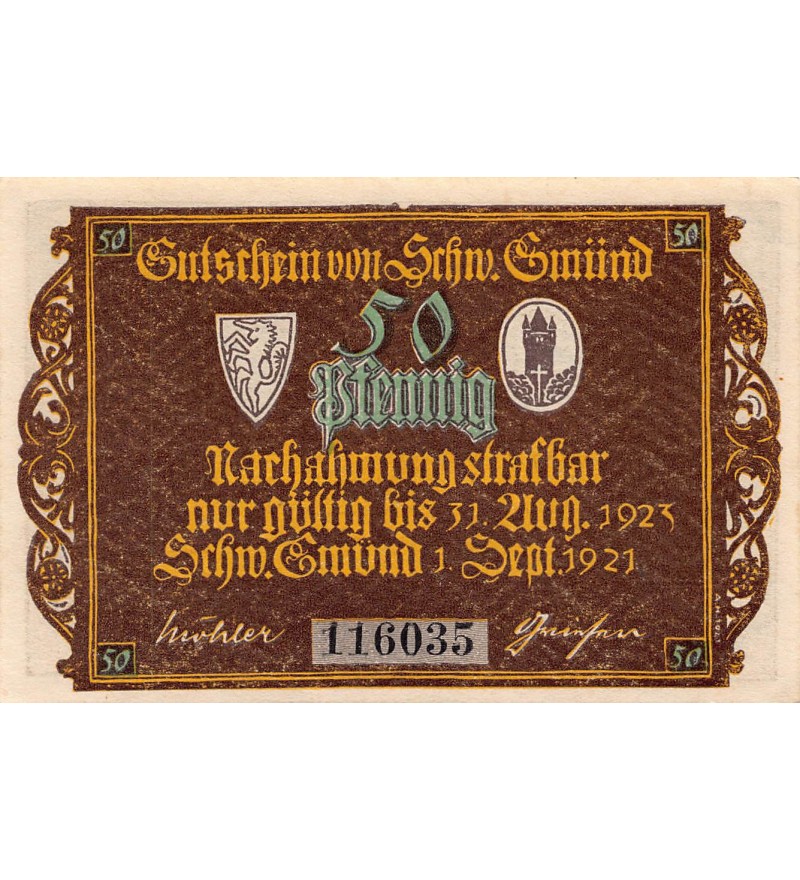 50 50
Gutschein von Schw. Gmünd
50
Pfennig
Nachahmung strafbar
nur gültig bis 31. Aug. 1923
Schw. Gmünd 1. Sept. 1921
Möhler 116035
50 50